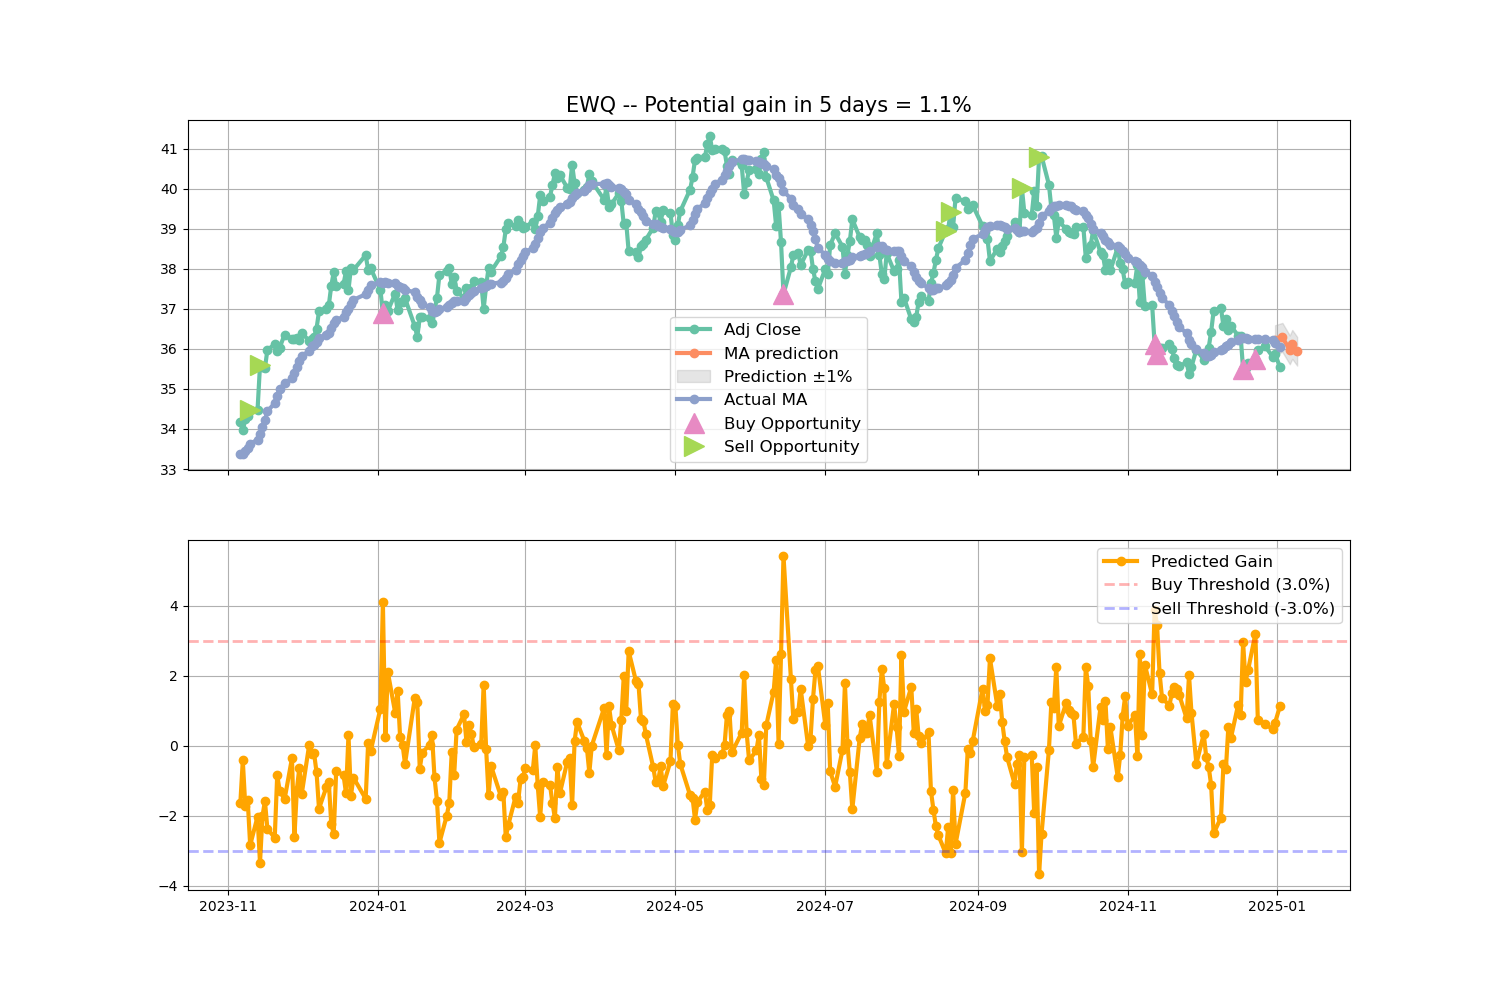 EWQ -- Potential gain in 5 days = 1.1%
41
40
39
38
37
36
35
34
33
Adj Close
MA prediction
Prediction ±1%
Actual MA
Buy Opportunity
Sell Opportunity
4
2
0
−2
−4
Predicted Gain
Buy Threshold (3.0%)
Sell Threshold (-3.0%)
2023-11
2024-01
2024-03
2024-05
2024-07
2024-09
2024-11
2025-01